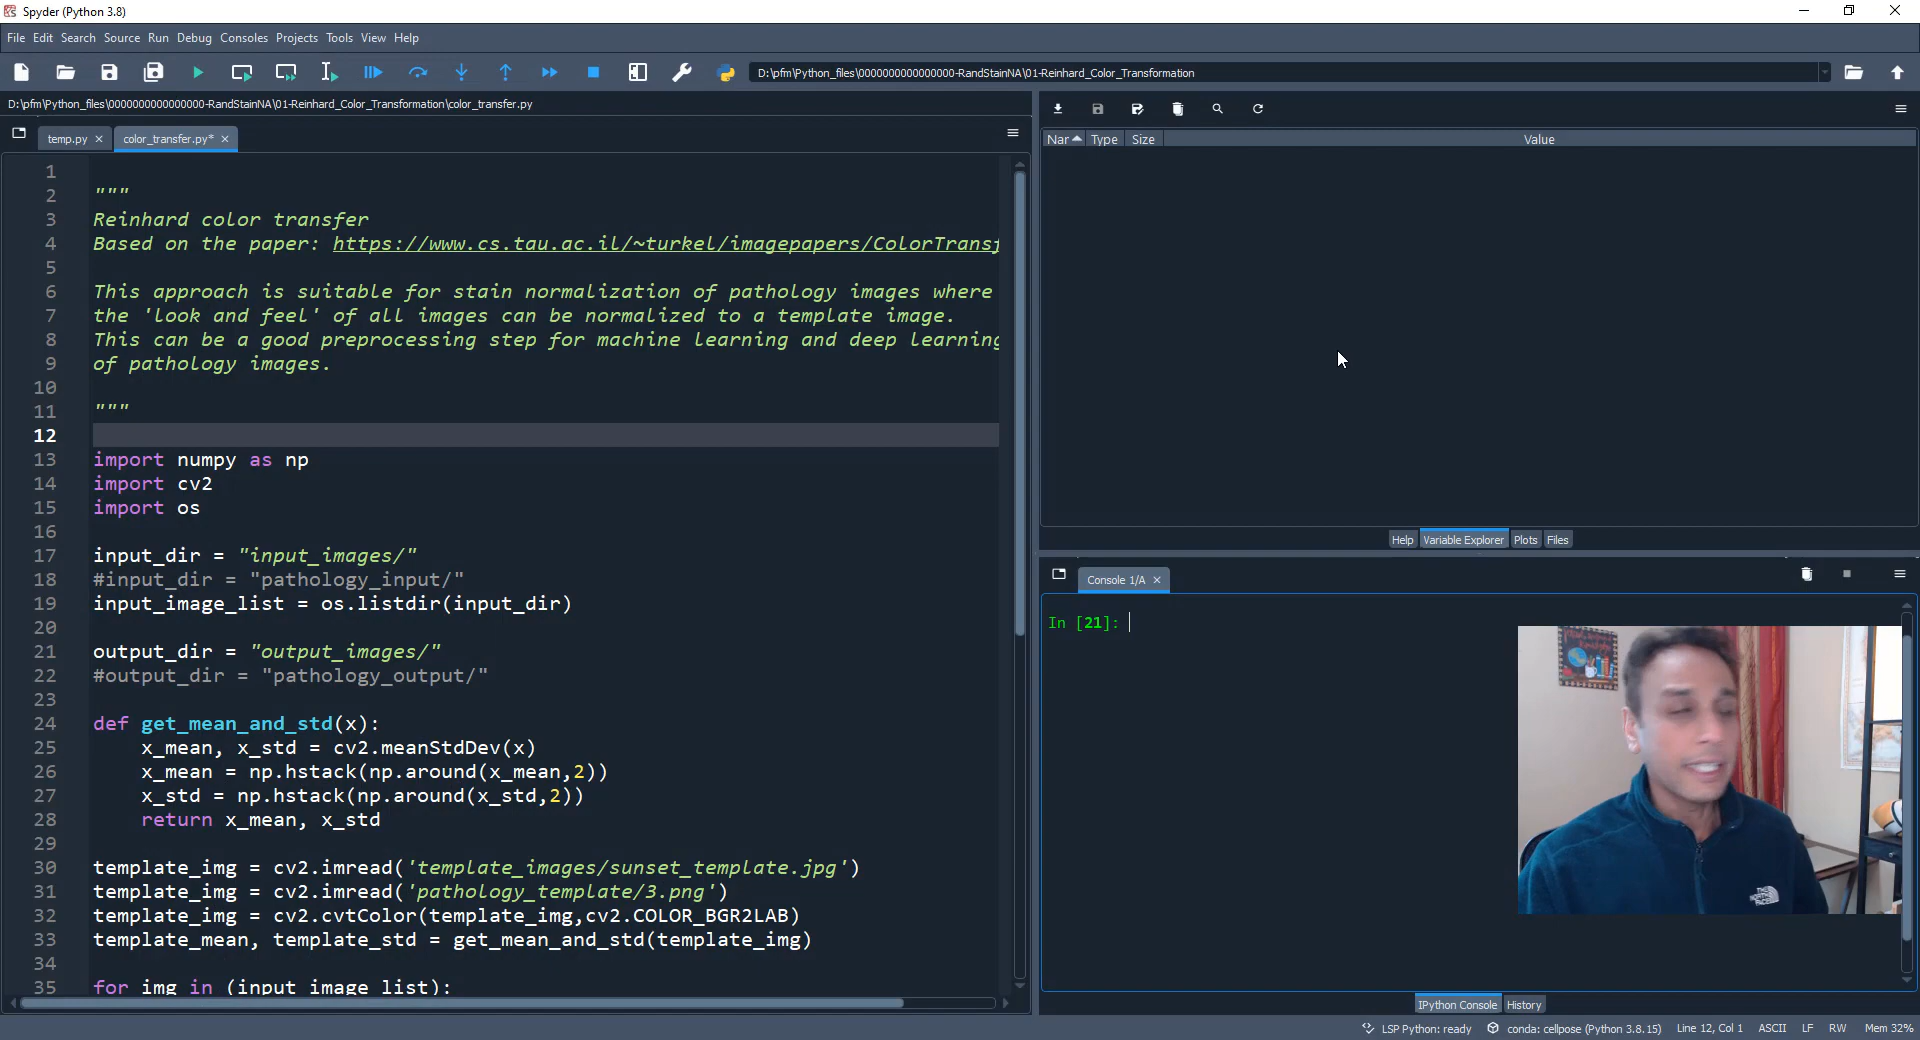 Spyder (Python 3.8)
File Edit Search Source Run Debug Consoles Projects Tools View Help
D:\pfm\Python_files\0000000000000000-RandStainNA\01-Reinhard_Color_Transformation
D:\pfm\Python_files\0000000000000000-RandStainNA\01-Reinhard_Color_Transformation\color_transfer.py
temp.py
color_transfer.py*
1
2 """
3 Reinhard color transfer
4 Based on the paper: https://www.cs.tau.ac.il/~turkel/imagepapers/ColorTransf
5
6 This approach is suitable for stain normalization of pathology images where
7 the 'look and feel' of all images can be normalized to a template image.
8 This can be a good preprocessing step for machine learning and deep learning
9 of pathology images.
10
11 """
12
13 import numpy as np
14 import cv2
15 import os
16
17 input_dir = "input_images/"
18 #input_dir = "pathology_input/"
19 input_image_list = os.listdir(input_dir)
20
21 output_dir = "output_images/"
22 #output_dir = "pathology_output/"
23
24 def get_mean_and_std(x):
25 x_mean, x_std = cv2.meanStdDev(x)
26 x_mean = np.hstack(np.around(x_mean,2))
27 x_std = np.hstack(np.around(x_std,2))
28 return x_mean, x_std
29
30 template_img = cv2.imread('template_images/sunset_template.jpg')
31 template_img = cv2.imread('pathology_template/3.png')
32 template_img = cv2.cvtColor(template_img,cv2.COLOR_BGR2LAB)
33 template_mean, template_std = get_mean_and_std(template_img)
34
35 for img in (input_image_list):
Nar Type Size Value
Help Variable Explorer Plots Files
Console 1/A
In [21]:
IPython Console History
LSP Python: ready conda: cellpose (Python 3.8.15) Line 12, Col 1 ASCII LF RW Mem 32%